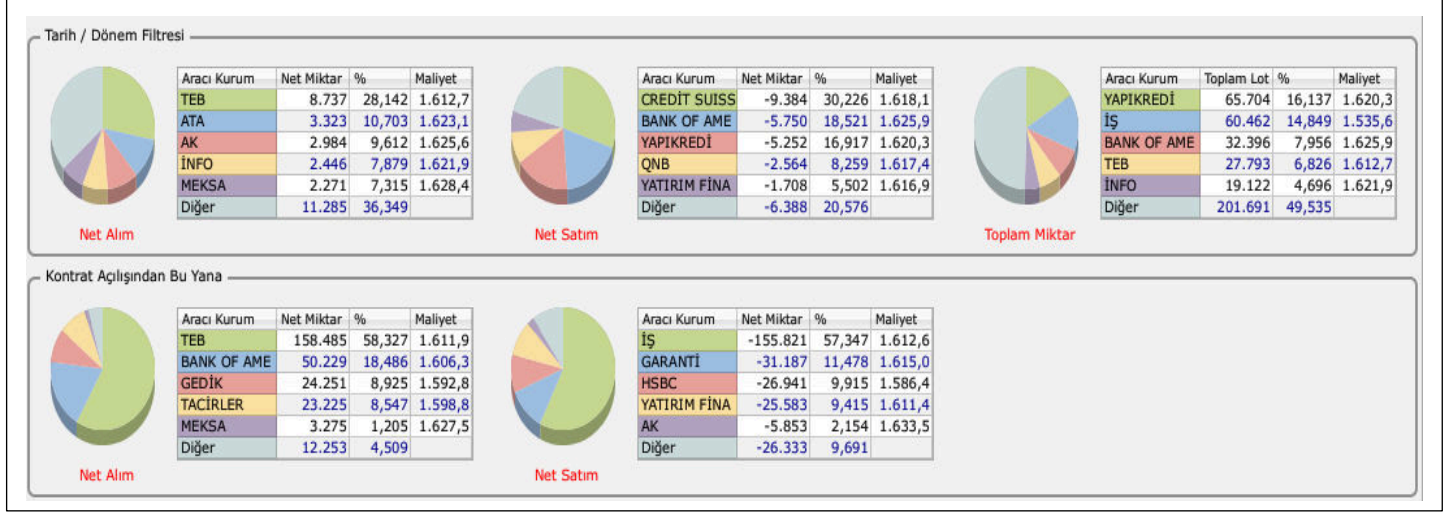 Tarih / Dönem Filtresi
Aracı Kurum Net Miktar % Maliyet
TEB 8.737 28,142 1.612,7
ATA 3.323 10,703 1.623,1
AK 2.984 9,612 1.625,6
İNFO 2.446 7,879 1.621,9
MEKSA 2.271 7,315 1.628,4
Diğer 11.285 36,349
Net Alım
Aracı Kurum Net Miktar % Maliyet
CREDİT SUISS -9.384 30,226 1.618,1
BANK OF AME -5.750 18,521 1.625,9
YAPIKREDİ -5.252 16,917 1.620,3
QNB -2.564 8,259 1.617,4
YATIRIM FİNA -1.708 5,502 1.616,9
Diğer -6.388 20,576
Net Satım
Aracı Kurum Toplam Lot % Maliyet
YAPIKREDİ 65.704 16,137 1.620,3
İŞ 60.462 14,849 1.535,6
BANK OF AME 32.396 7,956 1.625,9
TEB 27.793 6,826 1.612,7
İNFO 19.122 4,696 1.621,9
Diğer 201.691 49,535
Toplam Miktar
Kontrat Açılışından Bu Yana
Aracı Kurum Net Miktar % Maliyet
TEB 158.485 58,327 1.611,9
BANK OF AME 50.229 18,486 1.606,3
GEDİK 24.251 8,925 1.592,8
TACİRLER 23.225 8,547 1.598,8
MEKSA 3.275 1,205 1.627,5
Diğer 12.253 4,509
Net Alım
Aracı Kurum Net Miktar % Maliyet
İŞ -155.821 57,347 1.612,6
GARANTİ -31.187 11,478 1.615,0
HSBC -26.941 9,915 1.586,4
YATIRIM FİNA -25.583 9,415 1.611,4
AK -5.853 2,154 1.633,5
Diğer -26.333 9,691
Net Satım